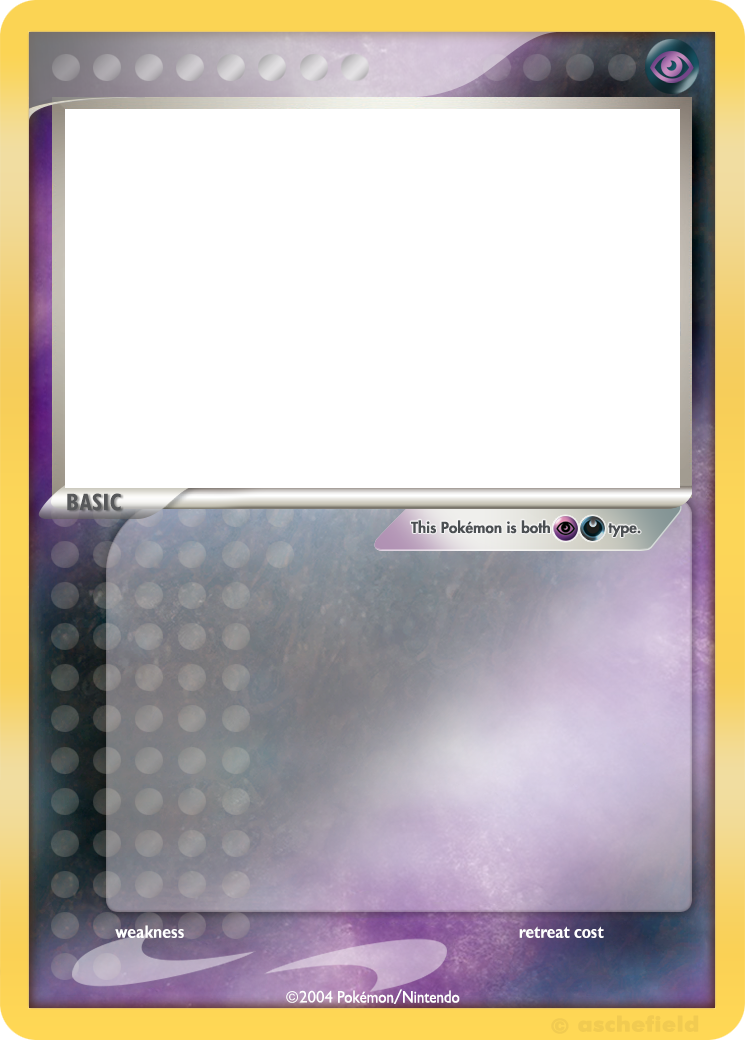 BASIC
This Pokémon is both type.
weakness retreat cost
©2004 Pokémon/Nintendo
© aschefield